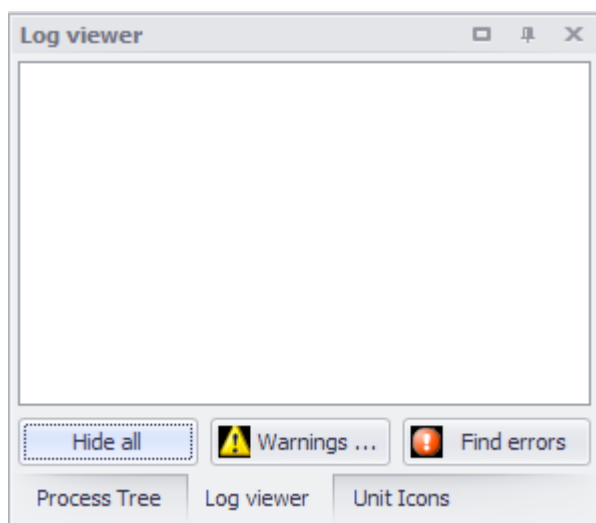 Log viewer
Hide all Warnings ... Find errors
Process Tree Log viewer Unit Icons